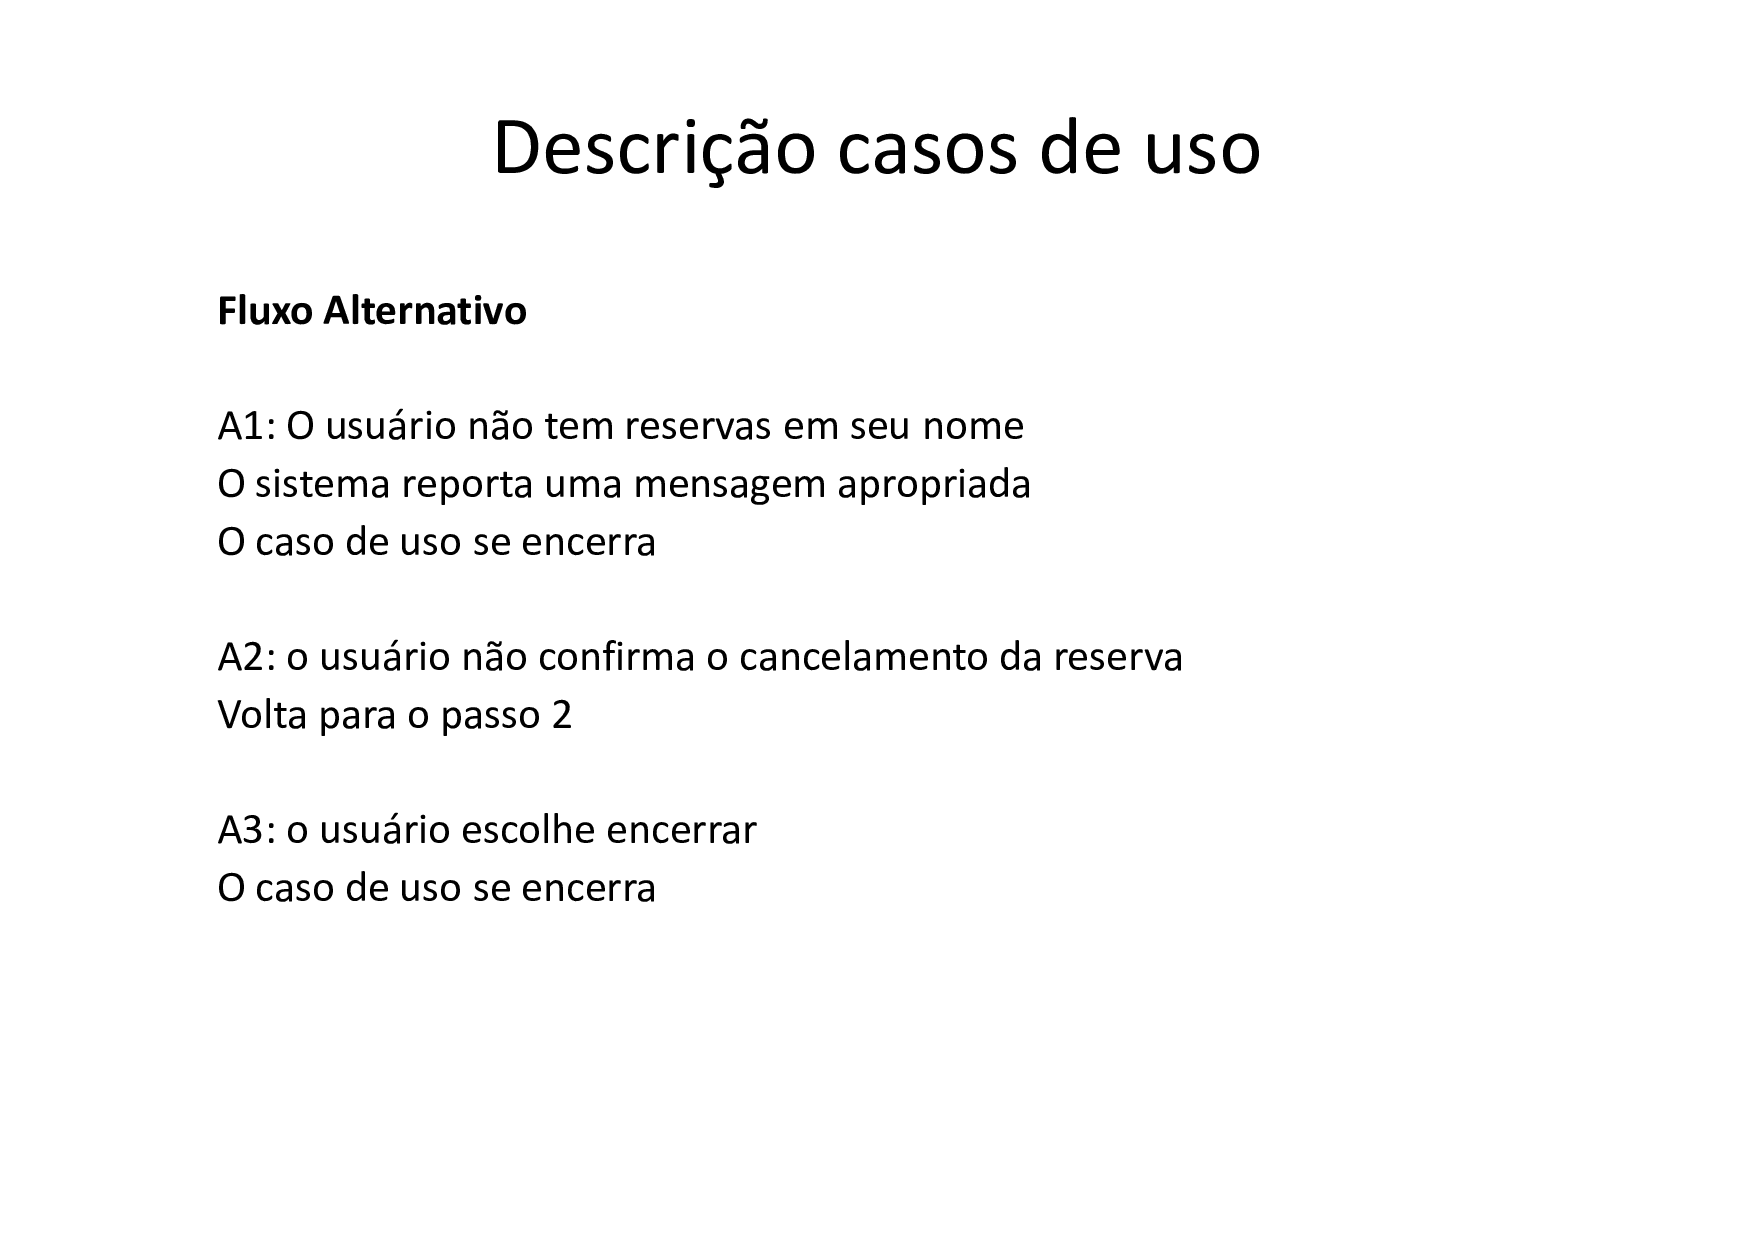 Descrição casos de uso
Fluxo Alternativo
A1: O usuário não tem reservas em seu nome
O sistema reporta uma mensagem apropriada
O caso de uso se encerra
A2: o usuário não confirma o cancelamento da reserva
Volta para o passo 2
A3: o usuário escolhe encerrar
O caso de uso se encerra